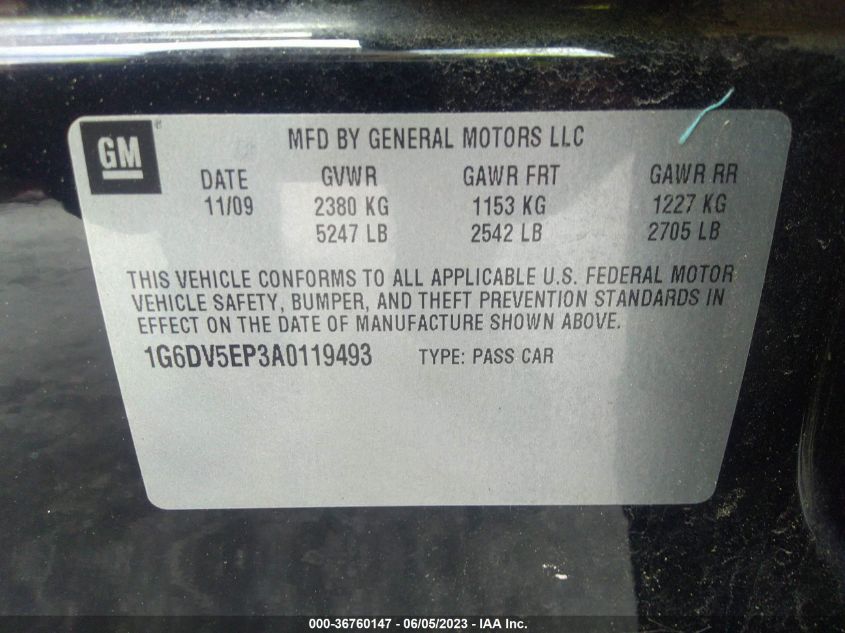 GM
MFD BY GENERAL MOTORS LLC
DATE GVWR GAWR FRT GAWR RR
11/09 2380 KG 1153 KG 1227 KG
5247 LB 2542 LB 2705 LB
THIS VEHICLE CONFORMS TO ALL APPLICABLE U.S. FEDERAL MOTOR
VEHICLE SAFETY, BUMPER, AND THEFT PREVENTION STANDARDS IN
EFFECT ON THE DATE OF MANUFACTURE SHOWN ABOVE.
1G6DV5EP3A0119493 TYPE: PASS CAR
000-36760147 - 06/05/2023 - IAA Inc.